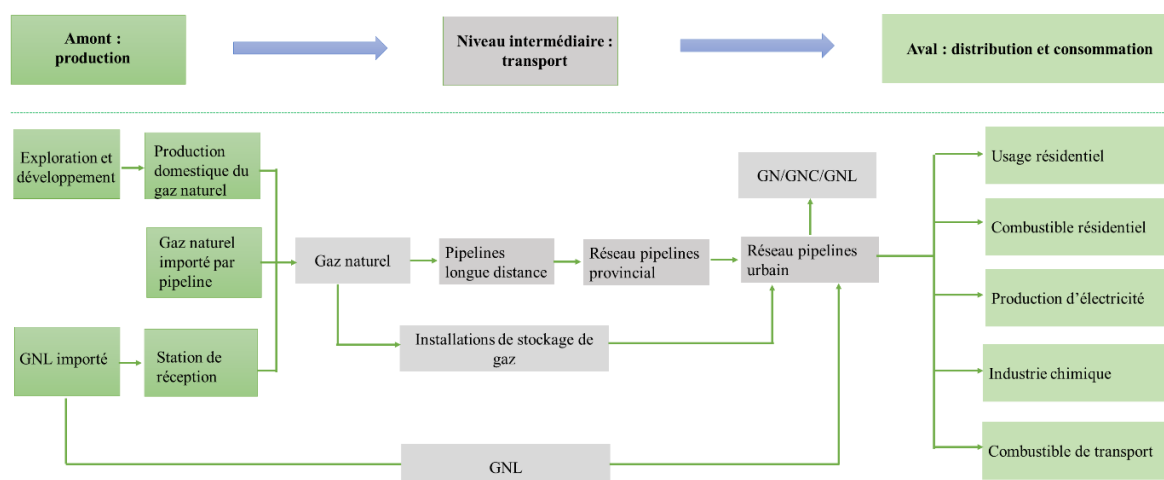 Amont :
production
Niveau intermédiaire :
transport
Aval : distribution et consommation
Exploration et
développement
Production
domestique du
gaz naturel
Gaz naturel
importé par
pipeline
GNL importé
Station de
réception
Gaz naturel
Pipelines
longue distance
Réseau pipelines
provincial
GN/GNC/GNL
Réseau pipelines
urbain
Installations de stockage de
gaz
GNL
Usage résidentiel
Combustible résidentiel
Production d’électricité
Industrie chimique
Combustible de transport